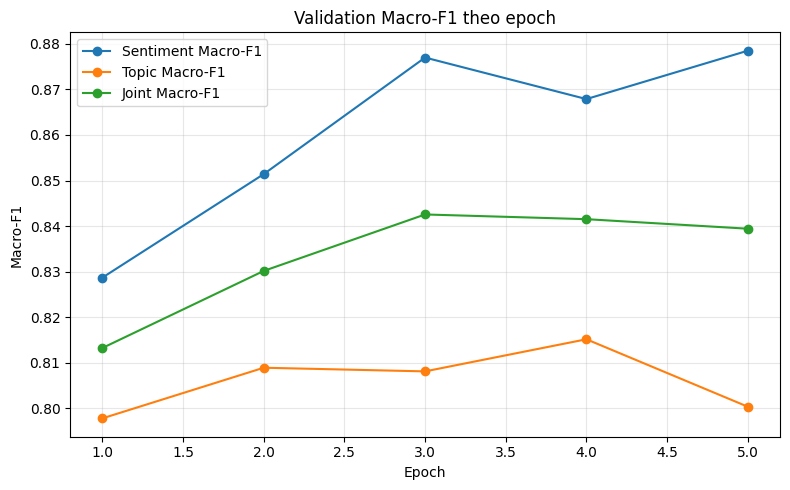 Validation Macro-F1 theo epoch
Sentiment Macro-F1
Topic Macro-F1
Joint Macro-F1
Macro-F1
0.88
0.87
0.86
0.85
0.84
0.83
0.82
0.81
0.80
1.0 1.5 2.0 2.5 3.0 3.5 4.0 4.5 5.0
Epoch